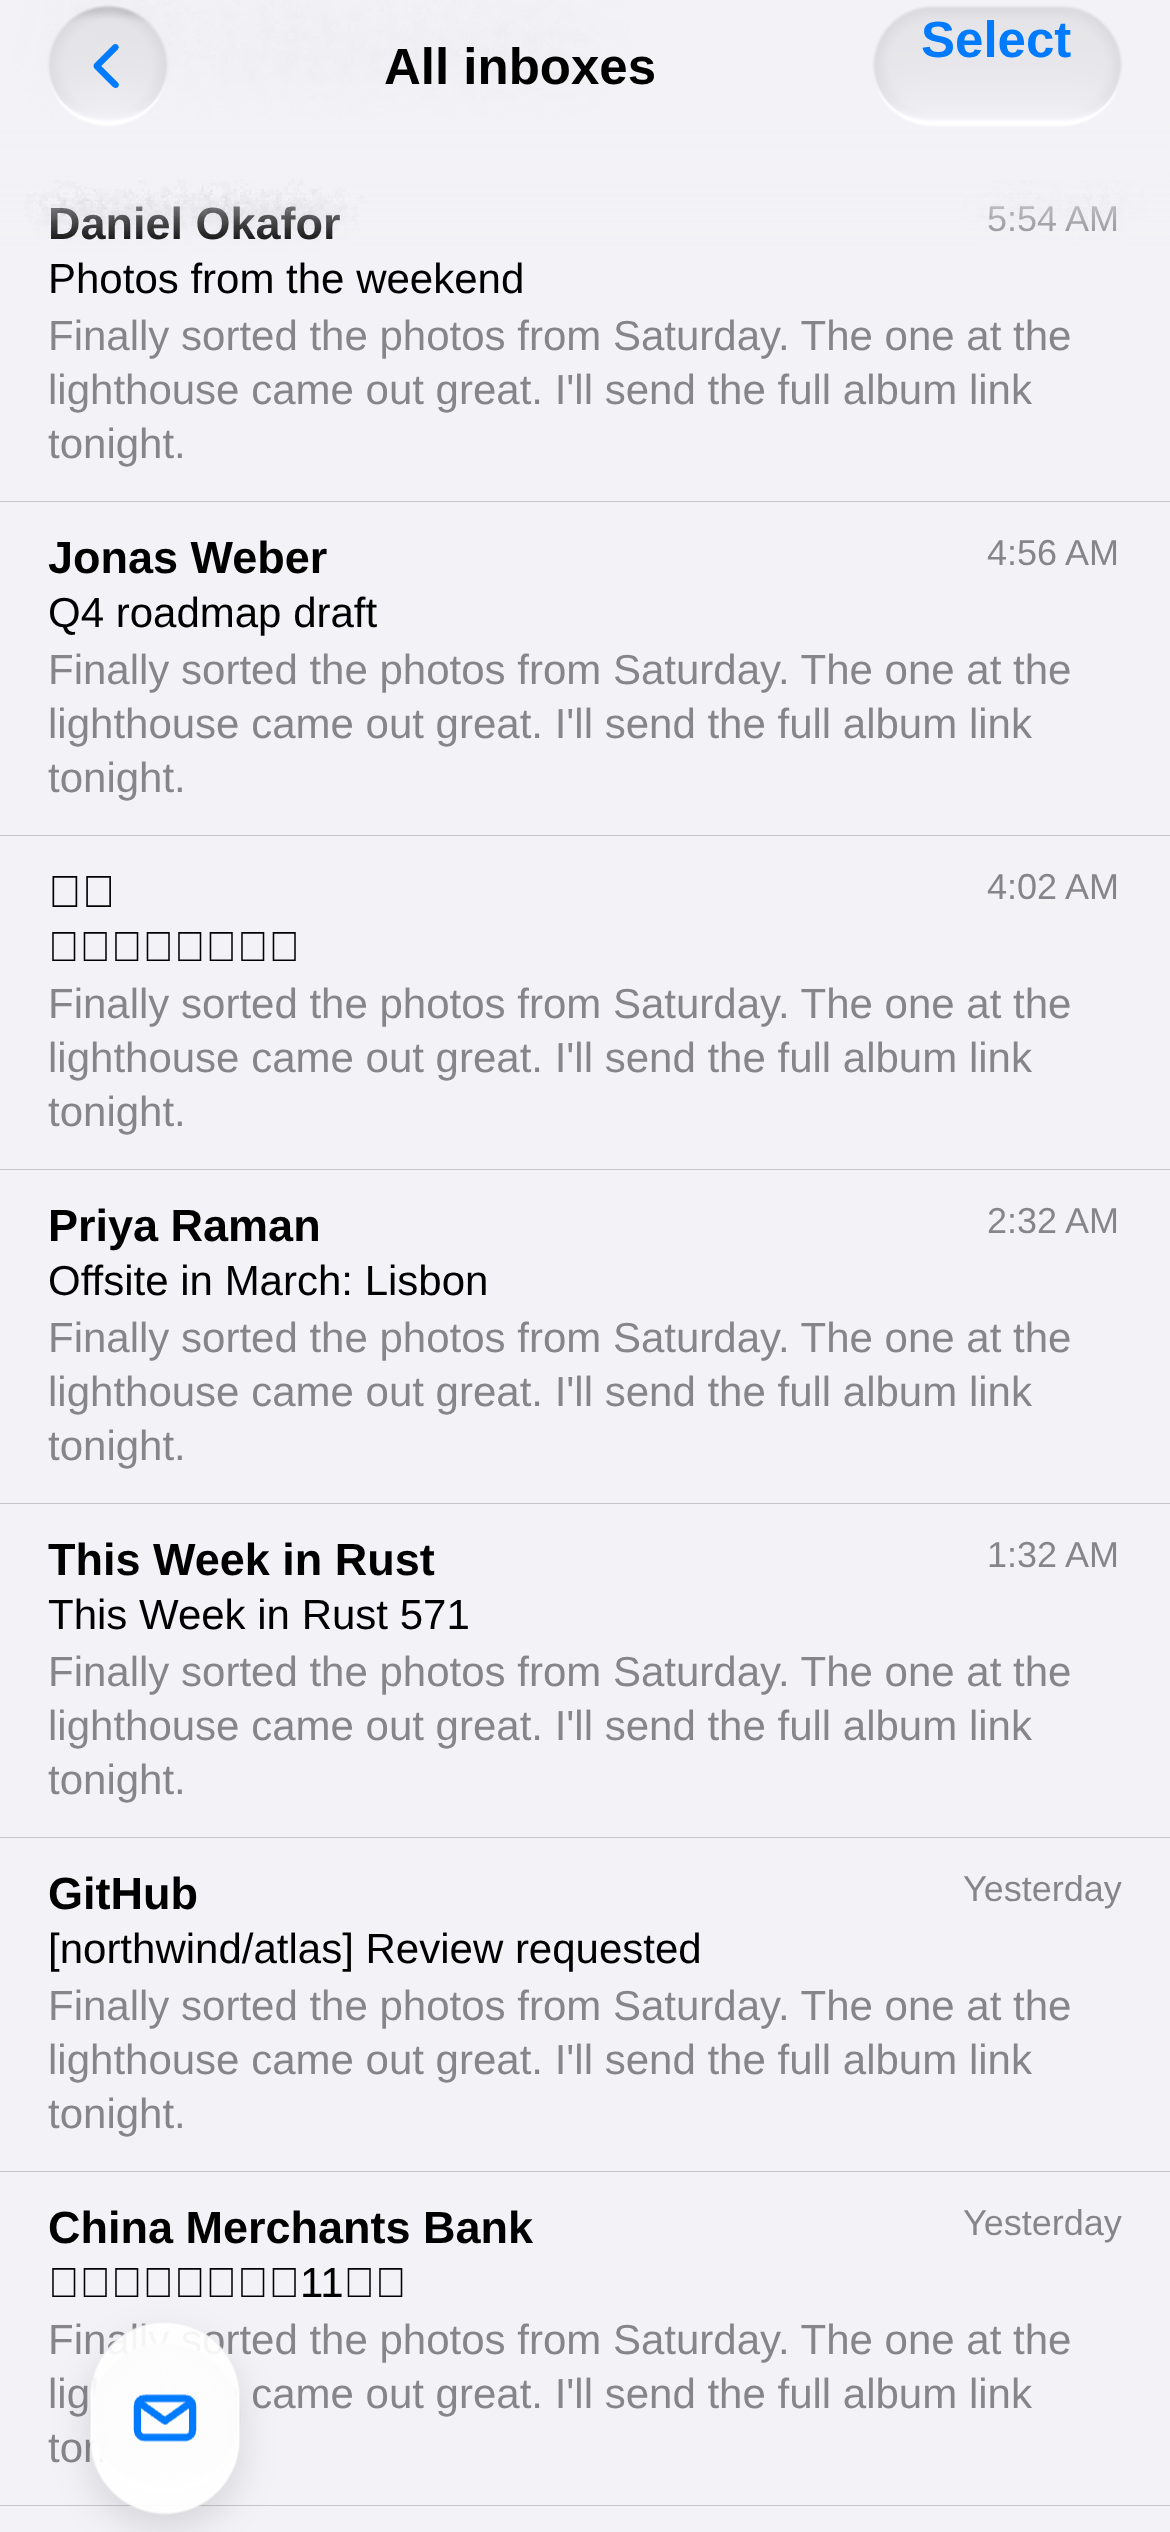 All inboxes
Select
Daniel Okafor
5:54 AM
Photos from the weekend
Finally sorted the photos from Saturday. The one at the
lighthouse came out great. I'll send the full album link
tonight.
Jonas Weber
4:56 AM
Q4 roadmap draft
Finally sorted the photos from Saturday. The one at the
lighthouse came out great. I'll send the full album link
tonight.
4:02 AM
Finally sorted the photos from Saturday. The one at the
lighthouse came out great. I'll send the full album link
tonight.
Priya Raman
2:32 AM
Offsite in March: Lisbon
Finally sorted the photos from Saturday. The one at the
lighthouse came out great. I'll send the full album link
tonight.
This Week in Rust
1:32 AM
This Week in Rust 571
Finally sorted the photos from Saturday. The one at the
lighthouse came out great. I'll send the full album link
tonight.
GitHub
Yesterday
[northwind/atlas] Review requested
Finally sorted the photos from Saturday. The one at the
lighthouse came out great. I'll send the full album link
tonight.
China Merchants Bank
Yesterday
11
Finally sorted the photos from Saturday. The one at the
came out great. I'll send the full album link